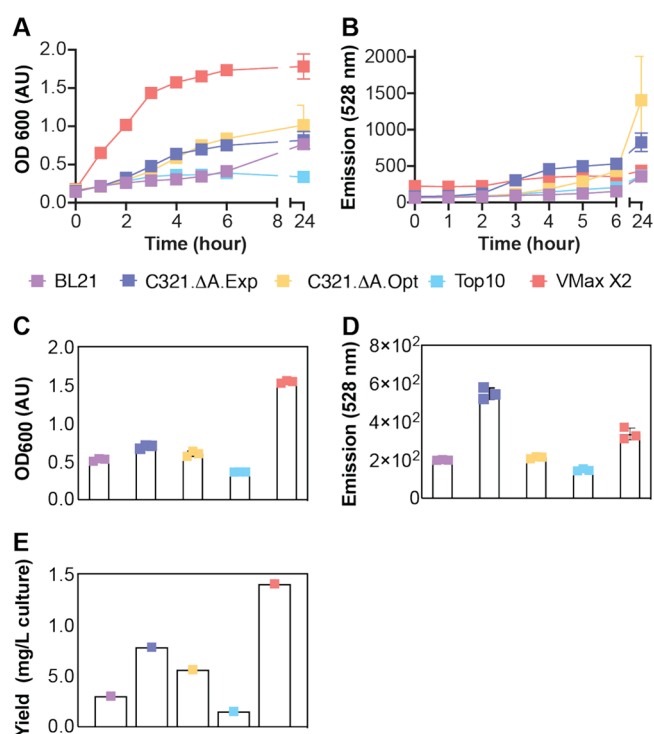 A
OD 600 (AU)
2.0
1.5
1.0
0.5
0.0
0 2 4 6 8 24
Time (hour)
B
Emission (528 nm)
2000
1500
1000
500
0
0 1 2 3 4 5 6 24
Time (hour)
BL21 C321.ΔA.Exp C321.ΔA.Opt Top10 VMax X2
C
OD600 (AU)
2.0
1.5
1.0
0.5
0.0
D
Emission (528 nm)
8×10²
6×10²
4×10²
2×10²
0
E
Yield (mg/L culture)
1.5
1.0
5.0
0.0